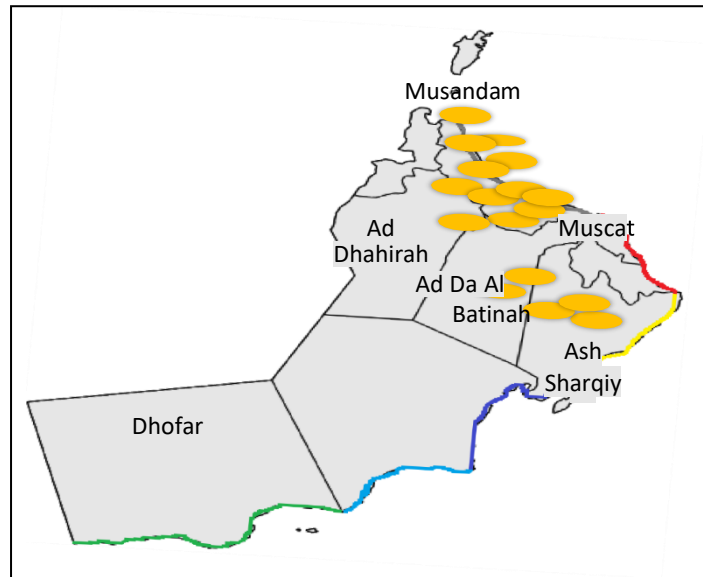 Musandam
Muscat
Ad
Dhahirah
Ad Da Al
Batinah
Ash
Sharqiy
Dhofar